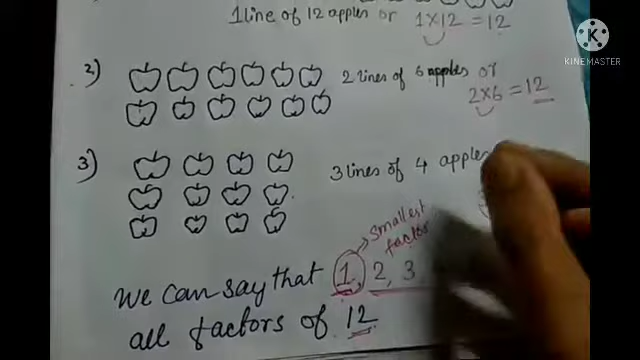 1 line of 12 apples or 1×12 = 12
KINEMASTER
2) 2 lines of 6 apples or
2×6 = 12
3) 3 lines of 4 apples
smallest
factor
We can say that 1, 2, 3
all factors of 12